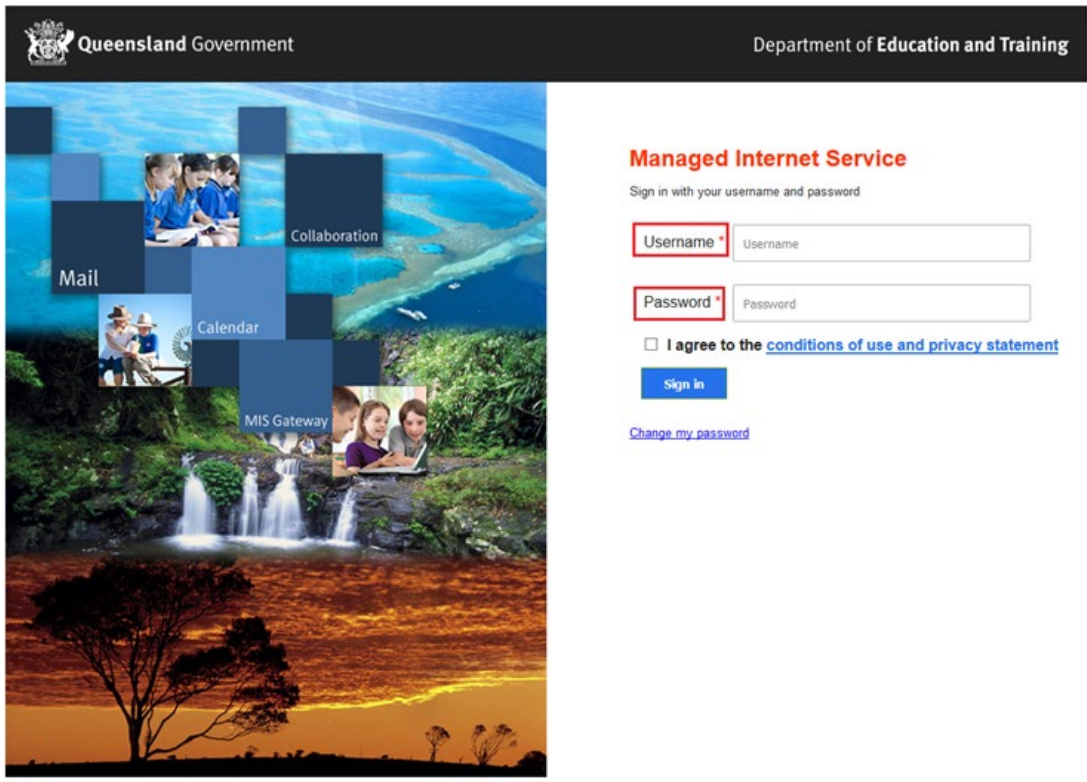 Queensland Government
Department of Education and Training
Mail
Collaboration
Calendar
MIS Gateway
Managed Internet Service
Sign in with your username and password
Username * Username
Password * Password
I agree to the conditions of use and privacy statement
Sign in
Change my password